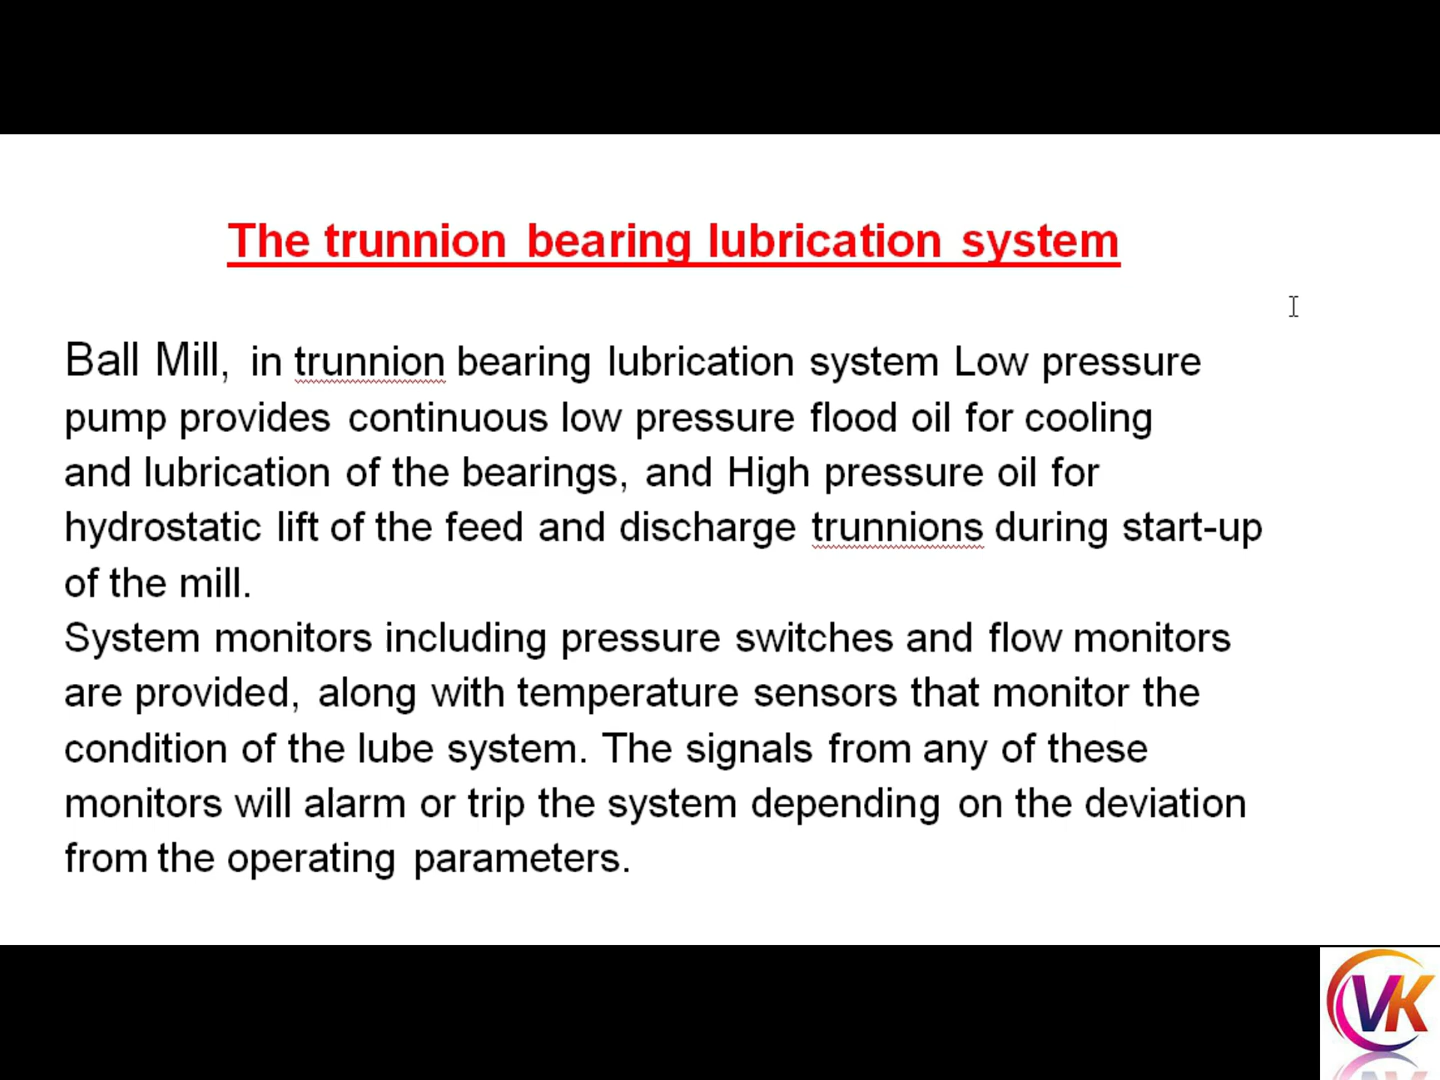 The trunnion bearing lubrication system
Ball Mill, in trunnion bearing lubrication system Low pressure
pump provides continuous low pressure flood oil for cooling
and lubrication of the bearings, and High pressure oil for
hydrostatic lift of the feed and discharge trunnions during start-up
of the mill.
System monitors including pressure switches and flow monitors
are provided, along with temperature sensors that monitor the
condition of the lube system. The signals from any of these
monitors will alarm or trip the system depending on the deviation
from the operating parameters.
VK